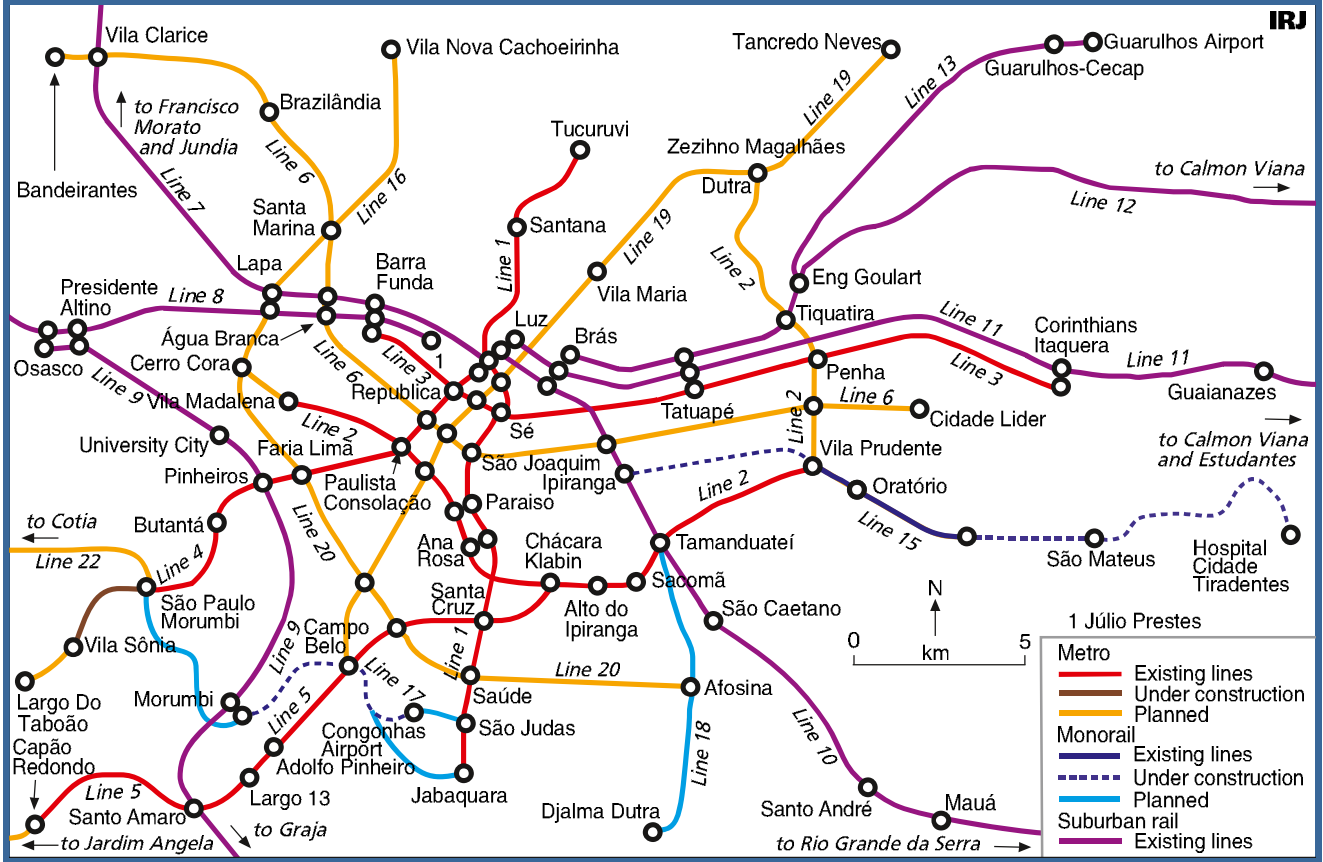 IRJ
Vila Clarice
Vila Nova Cachoeirinha
Tancredo Neves
Guarulhos Airport
Guarulhos-Cecap
Line 13
Line 19
Brazilândia
to Francisco
Morato
and Jundia
Tucuruvi
Zezihno Magalhães
Dutra
Line 6
Line 16
Bandeirantes
Line 7
to Calmon Viana
Line 12
Santa
Marina
Santana
Line 19
Line 1
Line 2
Lapa
Barra
Funda
Eng Goulart
Presidente
Altino
Line 8
Vila Maria
Tiquatira
Luz
Brás
Line 11
Corinthians
Itaquera
Água Branca
1
Osasco
Cerro Cora
Line 6
Line 3
Line 3
Line 11
Penha
Guaianazes
Line 9
Republica
Vila Madalena
Tatuapé
Line 2
Line 6
Cidade Lider
Line 2
Sé
University City
Faria Lima
to Calmon Viana
and Estudantes
Vila Prudente
São Joaquim
Ipiranga
Pinheiros
Paulista
Consolação
Line 2
Oratório
Paraiso
Line 15
to Cotia
Line 22
Butantá
Line 20
Ana
Rosa
Chácara
Klabin
Tamanduateí
São Mateus
Hospital
Cidade
Tiradentes
Line 4
São Paulo
Morumbi
Santa
Cruz
Alto do
Ipiranga
Sacomã
N
São Caetano
1 Júlio Prestes
0
5
km
Vila Sônia
Line 9
Campo
Belo
Line 1
Line 17
Line 20
Saúde
Afosina
Largo Do
Taboão
Morumbi
Line 5
São Judas
Congonhas
Airport
Line 18
Line 10
Capão
Redondo
Adolfo Pinheiro
Jabaquara
Line 5
Largo 13
Santo Amaro
Djalma Dutra
Santo André
Mauá
to Graja
to Jardim Angela
to Rio Grande da Serra
Metro
Existing lines
Under construction
Planned
Monorail
Existing lines
Under construction
Planned
Suburban rail
Existing lines